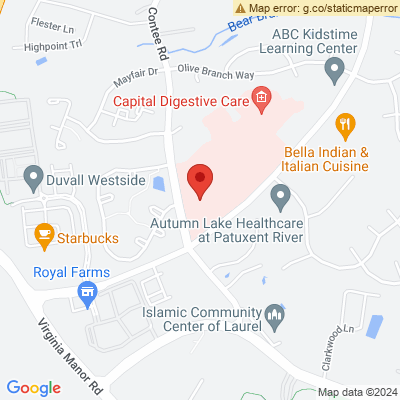 Map error: g.co/staticmaperror
Flester Ln
Highpoint Trl
Contee Rd
Bear Bra
ABC Kidstime
Learning Center
Mayfair Dr
Olive Branch Way
Capital Digestive Care
Bella Indian &
Italian Cuisine
Duvall Westside
Autumn Lake Healthcare
at Patuxent River
Starbucks
Royal Farms
Islamic Community
Center of Laurel
Clarkwood Ln
Virginia Manor Rd
Google
Map data ©2024